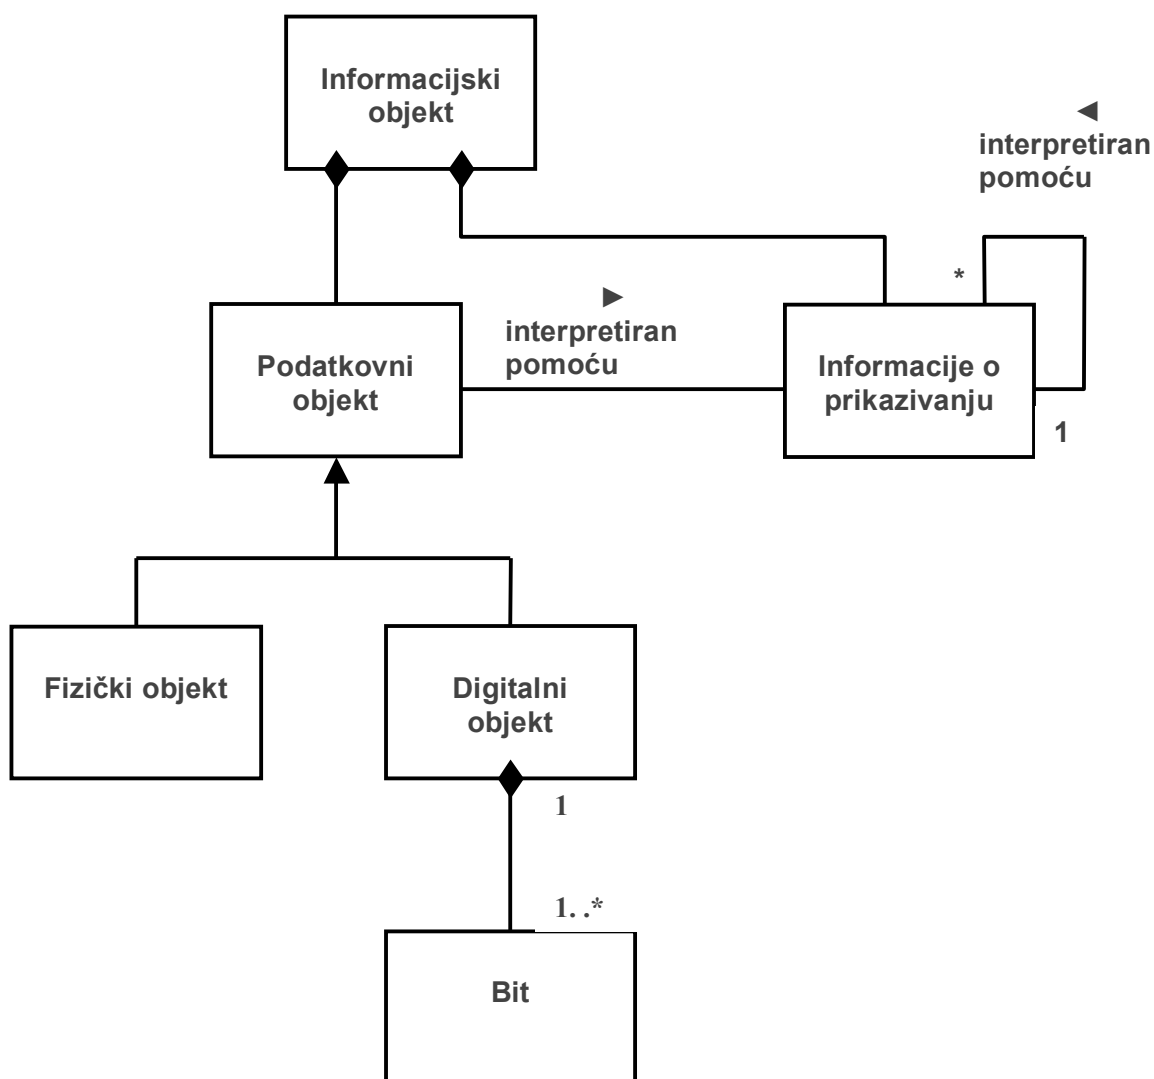 Informacijski
objekt
◄
interpretiran
pomoću
*
►
interpretiran
pomoću
Podatkovni
objekt
Informacije o
prikazivanju
1
Fizički objekt
Digitalni
objekt
1
1. .*
Bit